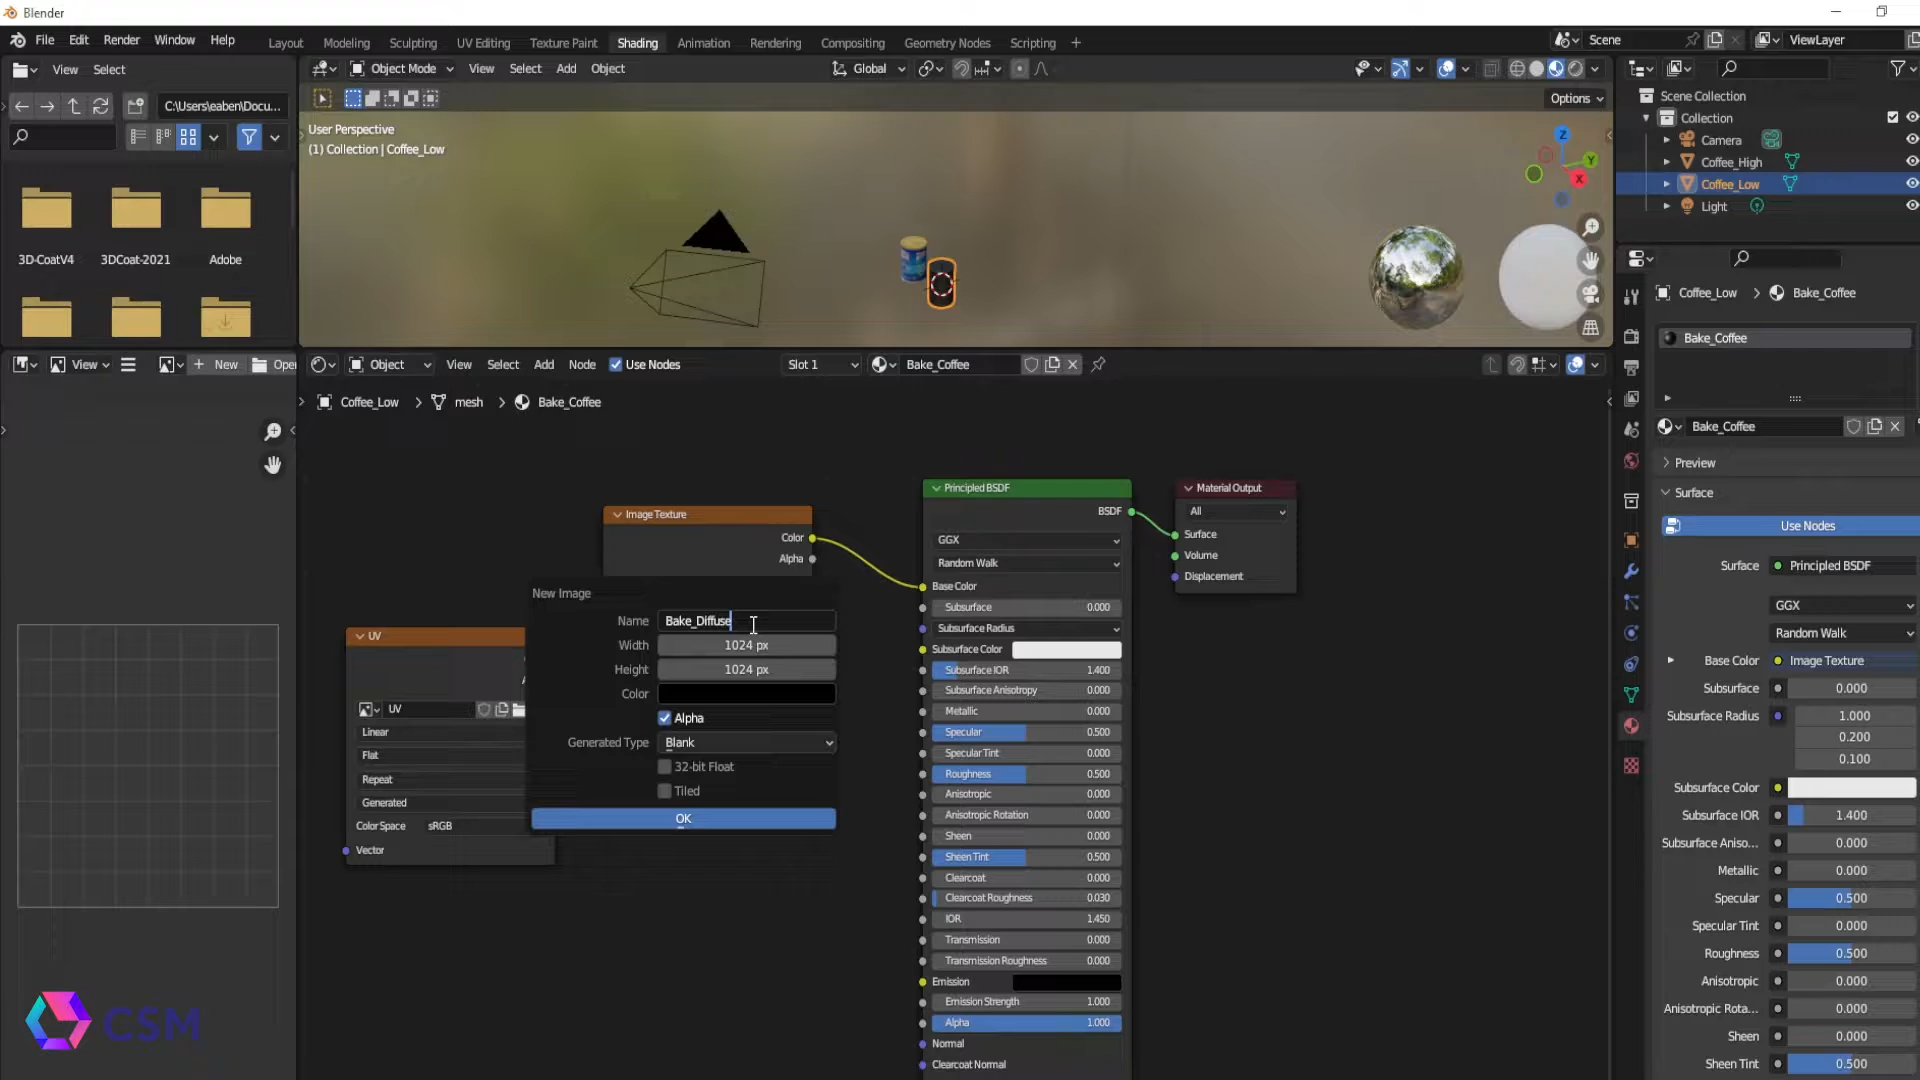 Blender
File Edit Render Window Help
Layout Modeling Sculpting UV Editing Texture Paint Shading Animation Rendering Compositing Geometry Nodes Scripting +
Scene
ViewLayer
View Select
Object Mode View Select Add Object
Global
C:\Users\eaben\Docu...
Options
User Perspective
(1) Collection | Coffee_Low
Z
Y
X
3D-CoatV4 3DCoat-2021 Adobe
Scene Collection
Collection
Camera
Coffee_High
Coffee_Low
Light
Coffee_Low > Bake_Coffee
Bake_Coffee
Bake_Coffee
View
+ New Open
Object View Select Add Node Use Nodes
Slot 1
Bake_Coffee
Coffee_Low > mesh > Bake_Coffee
Image Texture
Color
Alpha
UV
UV
Linear
Flat
Repeat
Generated
Color Space sRGB
Vector
New Image
Name Bake_Diffuse
Width 1024 px
Height 1024 px
Color
Alpha
Generated Type Blank
32-bit Float
Tiled
OK
Principled BSDF
BSDF
GGX
Random Walk
Base Color
Subsurface 0.000
Subsurface Radius
Subsurface Color
Subsurface IOR 1.400
Subsurface Anisotropy 0.000
Metallic 0.000
Specular 0.500
Specular Tint 0.000
Roughness 0.500
Anisotropic 0.000
Anisotropic Rotation 0.000
Sheen 0.000
Sheen Tint 0.500
Clearcoat 0.000
Clearcoat Roughness 0.030
IOR 1.450
Transmission 0.000
Transmission Roughness 0.000
Emission
Emission Strength 1.000
Alpha 1.000
Normal
Clearcoat Normal
Material Output
All
Surface
Volume
Displacement
Preview
Surface
Use Nodes
Surface Principled BSDF
GGX
Random Walk
Base Color Image Texture
Subsurface 0.000
Subsurface Radius 1.000
0.200
0.100
Subsurface Color
Subsurface IOR 1.400
Subsurface Aniso... 0.000
Metallic 0.000
Specular 0.500
Specular Tint 0.000
Roughness 0.500
Anisotropic 0.000
Anisotropic Rota... 0.000
Sheen 0.000
Sheen Tint 0.500
CSM